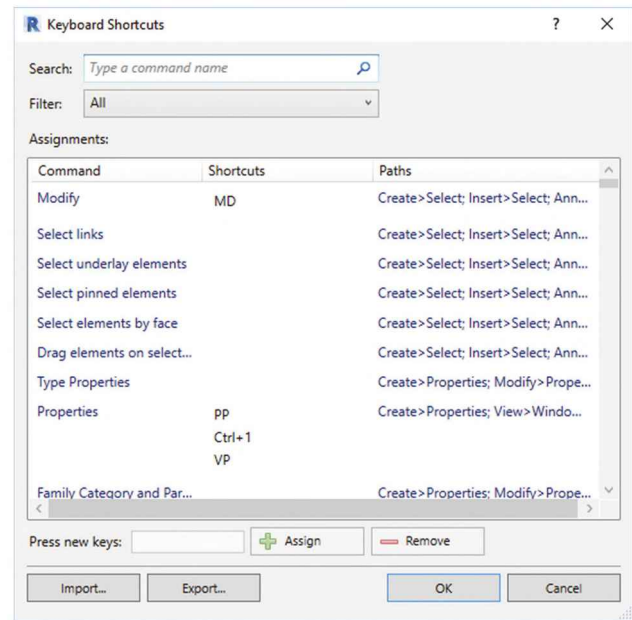 R Keyboard Shortcuts ? X
Search: Type a command name
Filter: All
Assignments:
Command Shortcuts Paths
Modify MD Create>Select; Insert>Select; Ann...
Select links Create>Select; Insert>Select; Ann...
Select underlay elements Create>Select; Insert>Select; Ann...
Select pinned elements Create>Select; Insert>Select; Ann...
Select elements by face Create>Select; Insert>Select; Ann...
Drag elements on select... Create>Select; Insert>Select; Ann...
Type Properties Create>Properties; Modify>Prope...
Properties PP Create>Properties; View>Windo...
Ctrl+1
VP
Family Category and Par... Create>Properties; Modify>Prope...
Press new keys: Assign Remove
Import... Export... OK Cancel